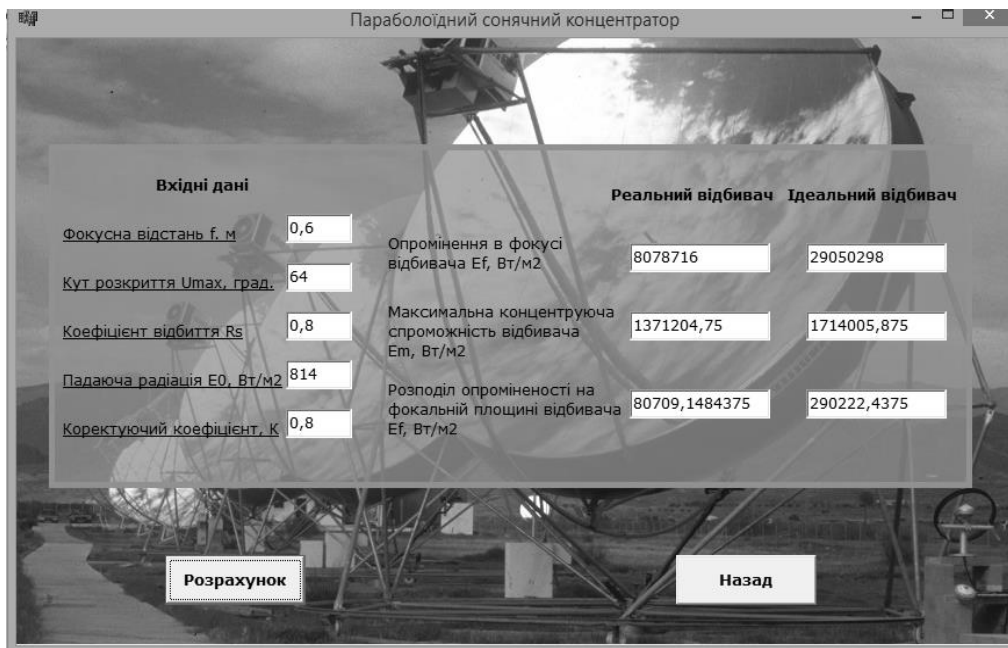 Параболоїдний сонячний концентратор
Вхідні дані
Реальний відбивач Ідеальний відбивач
Фокусна відстань f. м 0,6
Кут розкриття Umax, град. 64
Коефіцієнт відбиття Rs 0,8
Падаюча радіація E0, Вт/м2 814
Коректуючий коефіцієнт, К 0,8
Опромінення в фокусі
відбивача Ef, Вт/м2
8078716 29050298
Максимальна концентруюча
спроможність відбивача
Em, Вт/м2
1371204,75 1714005,875
Розподіл опроміненості на
фокальній площині відбивача
Ef, Вт/м2
80709,1484375 290222,4375
Розрахунок
Назад